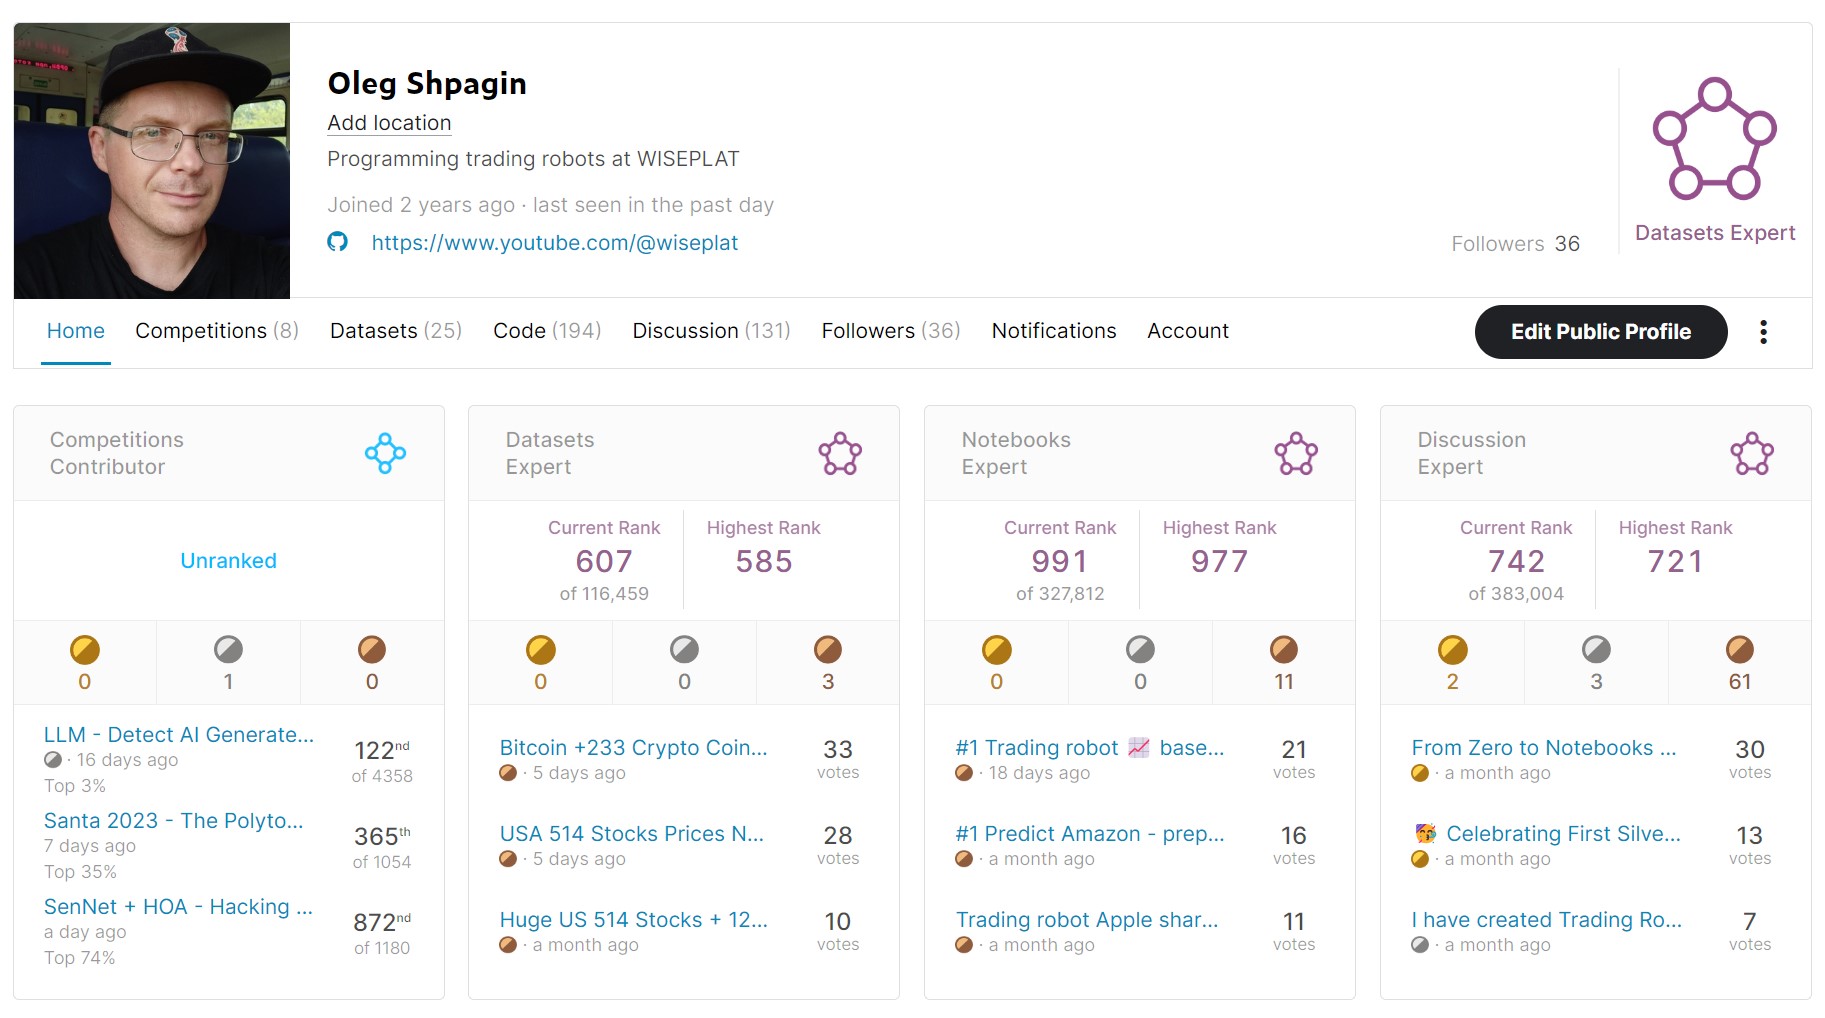 Oleg Shpagin
Add location
Programming trading robots at WISEPLAT
Joined 2 years ago · last seen in the past day
https://www.youtube.com/@wiseplat
Followers 36
Datasets Expert
Home
Competitions (8)
Datasets (25)
Code (194)
Discussion (131)
Followers (36)
Notifications
Account
Edit Public Profile
Competitions
Contributor
Unranked
0
1
0
LLM - Detect AI Generate...
· 16 days ago
Top 3%
122nd
of 4358
Santa 2023 - The Polyto...
7 days ago
Top 35%
365th
of 1054
SenNet + HOA - Hacking ...
a day ago
Top 74%
872nd
of 1180
Datasets
Expert
Current Rank
607
of 116,459
Highest Rank
585
0
0
3
Bitcoin +233 Crypto Coin...
· 5 days ago
33
votes
USA 514 Stocks Prices N...
· 5 days ago
28
votes
Huge US 514 Stocks + 12...
· a month ago
10
votes
Notebooks
Expert
Current Rank
991
of 327,812
Highest Rank
977
0
0
11
#1 Trading robot 📈 base...
· 18 days ago
21
votes
#1 Predict Amazon - prep...
· a month ago
16
votes
Trading robot Apple shar...
· a month ago
11
votes
Discussion
Expert
Current Rank
742
of 383,004
Highest Rank
721
2
3
61
From Zero to Notebooks ...
· a month ago
30
votes
🥳 Celebrating First Silve...
· a month ago
13
votes
I have created Trading Ro...
· a month ago
7
votes